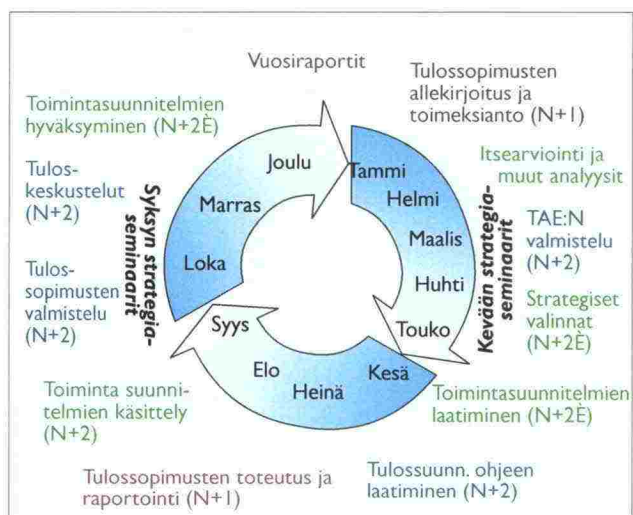 Vuosiraportit
Tulossopimusten
allekirjoitus ja
toimeksianto (N+1)
Itsearviointi ja
muut analyysit
TAE:N
valmistelu
(N+2)
Strategiset
valinnat
(N+2È)
Kevään strategia-
seminaarit
Toimintasuunnitelmien
laatiminen (N+2È)
Tulossuunn. ohjeen
laatiminen (N+2)
Tulossopimusten toteutus ja
raportointi (N+1)
Toiminta suunni-
telmien käsittely
(N+2)
Tulos-
sopimusten
valmistelu
(N+2)
Tulos-
keskustelut
(N+2)
Syksyn strategia-
seminaarit
Toimintasuunnitelmien
hyväksyminen (N+2È)
Tammi
Helmi
Maalis
Huhti
Touko
Kesä
Heinä
Elo
Syys
Loka
Marras
Joulu